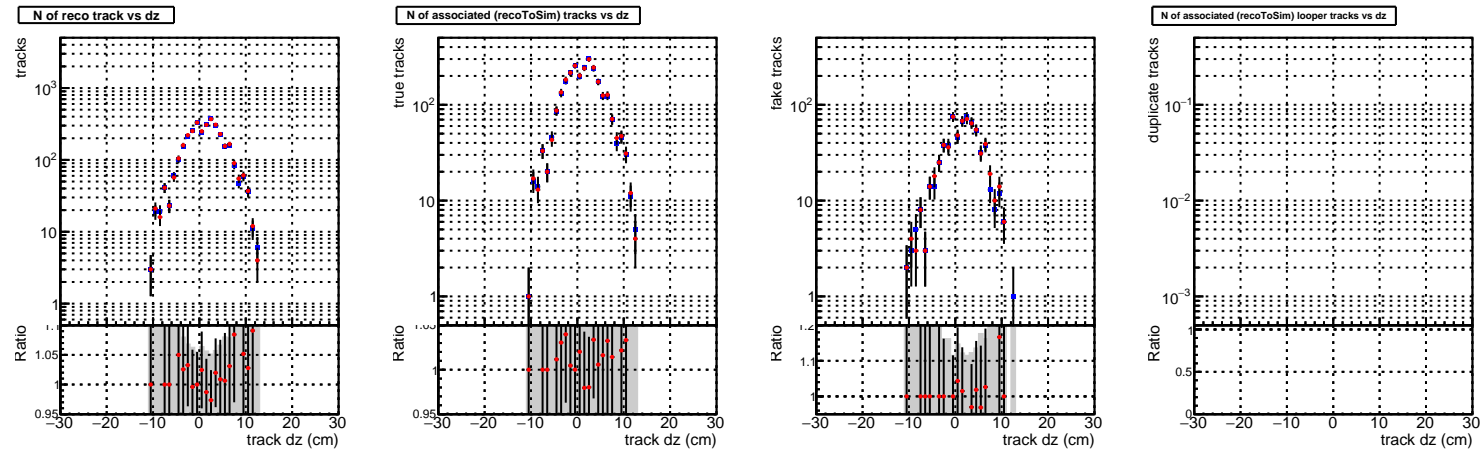 N of reco track vs dz
tracks
10³
10²
10
1
Ratio
1.1
1.05
1
0.95
−30 −20 −10 0 10 20 30
track dz (cm)
N of associated (recoToSim) tracks vs dz
true tracks
10²
10
1
Ratio
1
0.95
−30 −20 −10 0 10 20 30
track dz (cm)
fake tracks
10²
10
1
Ratio
1.2
1.1
1
−30 −20 −10 0 10 20 30
track dz (cm)
N of associated (recoToSim) looper tracks vs dz
duplicate tracks
10⁻¹
10⁻²
10⁻³
Ratio
1
0.5
0
−30 −20 −10 0 10 20 30
track dz (cm)